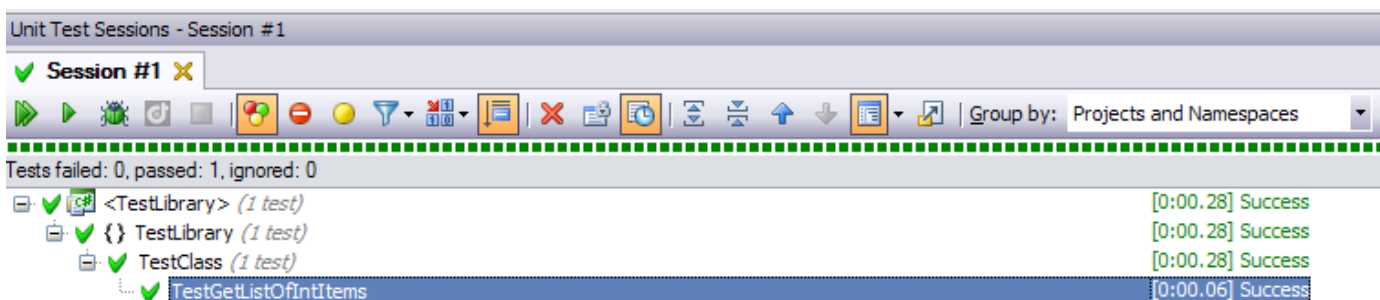 Unit Test Sessions - Session #1
Session #1
Group by: Projects and Namespaces
Tests failed: 0, passed: 1, ignored: 0
<TestLibrary> (1 test) [0:00.28] Success
{} TestLibrary (1 test) [0:00.28] Success
TestClass (1 test) [0:00.28] Success
TestGetListOfIntItems [0:00.06] Success